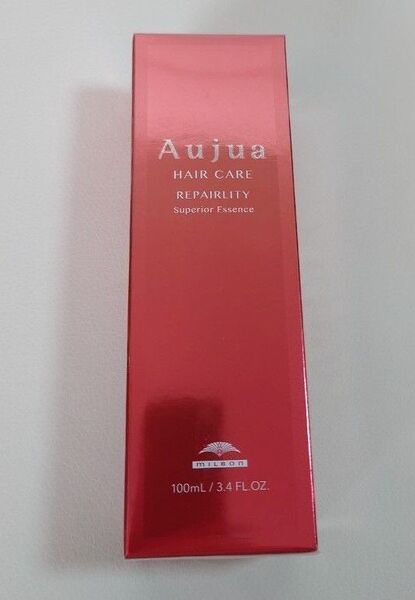 Aujua
HAIR CARE
REPAIRLITY
Superior Essence
MILBON
100mL / 3.4 FL.OZ.